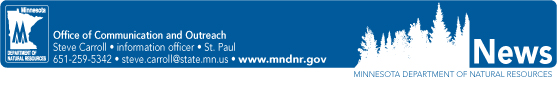 Minnesota
DEPARTMENT OF
NATURAL RESOURCES
Office of Communication and Outreach
Steve Carroll • information officer • St. Paul
651-259-5342 • steve.carroll@state.mn.us • www.mndnr.gov
News
MINNESOTA DEPARTMENT OF NATURAL RESOURCES